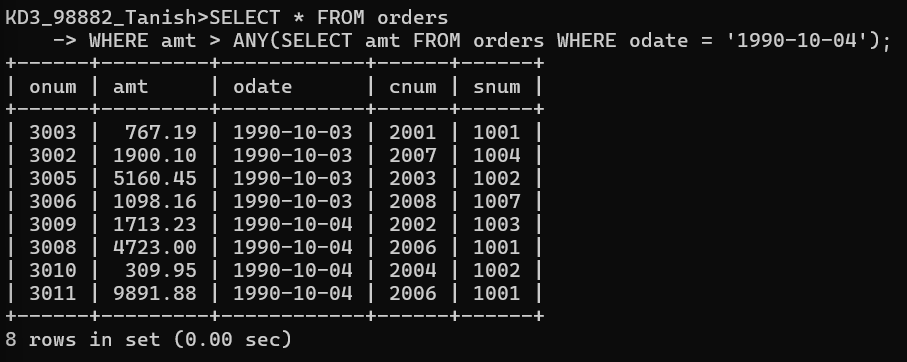 KD3_98882_Tanish>SELECT * FROM orders
    -> WHERE amt > ANY(SELECT amt FROM orders WHERE odate = '1990-10-04');
+------+---------+------------+------+------+
| onum | amt     | odate      | cnum | snum |
+------+---------+------------+------+------+
| 3003 |  767.19 | 1990-10-03 | 2001 | 1001 |
| 3002 | 1900.10 | 1990-10-03 | 2007 | 1004 |
| 3005 | 5160.45 | 1990-10-03 | 2003 | 1002 |
| 3006 | 1098.16 | 1990-10-03 | 2008 | 1007 |
| 3009 | 1713.23 | 1990-10-04 | 2002 | 1003 |
| 3008 | 4723.00 | 1990-10-04 | 2006 | 1001 |
| 3010 |  309.95 | 1990-10-04 | 2004 | 1002 |
| 3011 | 9891.88 | 1990-10-04 | 2006 | 1001 |
+------+---------+------------+------+------+
8 rows in set (0.00 sec)